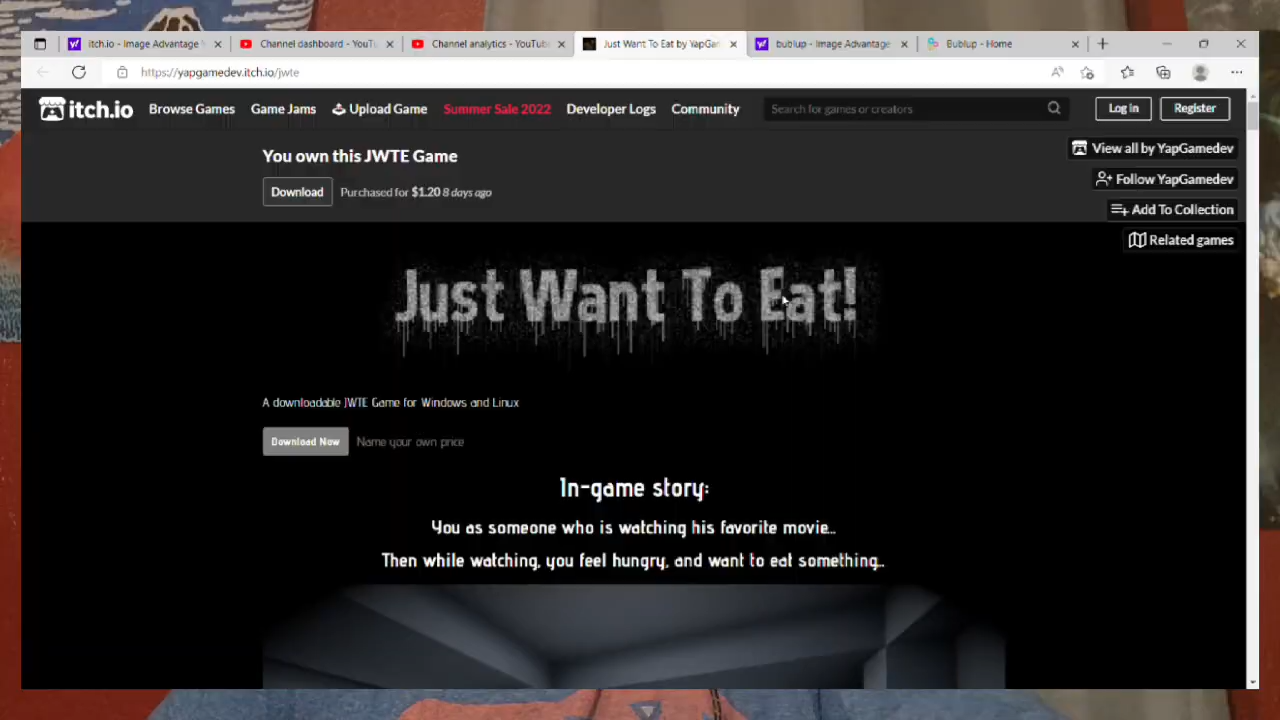 itch.io - Image Advantage
Channel dashboard - YouTu
Channel analytics - YouTube
Just Want To Eat by YapGam
bublup - Image Advantage
Bublup - Home
https://yapgamedev.itch.io/jwte
itch.io
Browse Games
Game Jams
Upload Game
Summer Sale 2022
Developer Logs
Community
Search for games or creators
Log in
Register
You own this JWTE Game
Download
Purchased for $1.20 8 days ago
View all by YapGamedev
Follow YapGamedev
Add To Collection
Related games
Just Want To Eat!
A downloadable JWTE Game for Windows and Linux
Download Now
Name your own price
In-game story:
You as someone who is watching his favorite movie...
Then while watching, you feel hungry, and want to eat something...